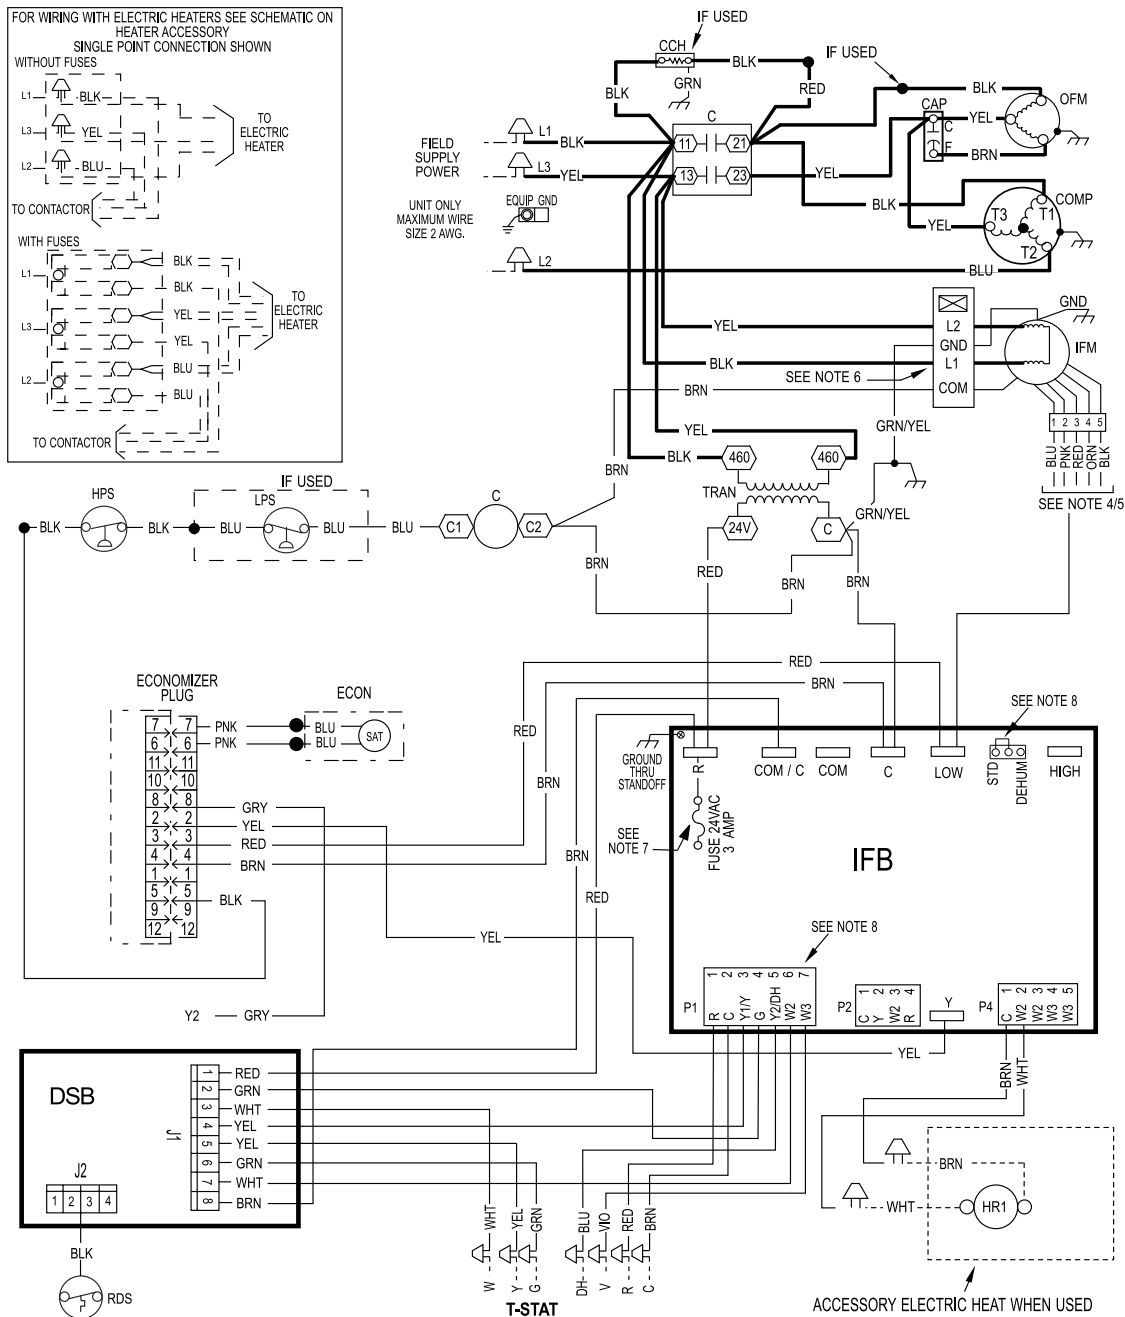 FOR WIRING WITH ELECTRIC HEATERS SEE SCHEMATIC ON
HEATER ACCESSORY
SINGLE POINT CONNECTION SHOWN
WITHOUT FUSES
L1 BLK
L3 YEL
L2 BLU
TO
ELECTRIC
HEATER
TO CONTACTOR
WITH FUSES
BLK
L1
BLK
YEL
L3
YEL
BLU
L2
BLU
TO
ELECTRIC
HEATER
TO CONTACTOR
IF USED
CCH
BLK
GRN
BLK
RED
IF USED
BLK
OFM
CAP
C
F
YEL
BRN
FIELD
SUPPLY
POWER
L1
BLK
L3
YEL
C
11 21
13 23
YEL
UNIT ONLY
MAXIMUM WIRE
SIZE 2 AWG.
EQUIP GND
BLK
COMP
YEL
T3 T1
T2
L2
BLU
GND
YEL
L2
GND
IFM
BLK
L1
SEE NOTE 6
BRN
COM
GRN/YEL
1 2 3 4 5
BLU
PNK
RED
ORN
BLK
SEE NOTE 4/5
YEL
BLK
460 460
TRAN
24V C
GRN/YEL
BRN
IF USED
HPS
LPS
C
BLK BLK BLU BLU BLU C1 C2
BRN
RED
BRN
BRN
ECONOMIZER
PLUG
ECON
7 7 PNK BLU
6 6 PNK BLU
SAT
11 11
10 10
8 8 GRY
2 2 YEL
3 3 RED
4 4 BRN
1 1
5 5 BLK
9 9
12 12
RED
BRN
RED
BRN
BRN
RED
YEL
Y2 GRY
SEE NOTE 8
GROUND
THRU
STANDOFF
R
COM / C
COM
C
LOW
STD
DEHUM
HIGH
SEE
NOTE 7
FUSE 24VAC
3 AMP
IFB
SEE NOTE 8
P1
1 2 3 4 5 6 7
R C Y1/Y G Y2/DH W2 W3
P2
1 2 3 4
C Y W2 R
Y
P4
1 2 3 4 5
C W2 W3 W4 W3
YEL
BRN
WHT
DSB
J1
1 RED
2 GRN
3 WHT
4 YEL
5 YEL
6 GRN
7 WHT
8 BRN
J2
1 2 3 4
BLK
RDS
WHT
YEL
GRN
BLU
VIO
RED
BRN
W
Y
G
DH
V
R
C
T-STAT
BRN
WHT
HR1
ACCESSORY ELECTRIC HEAT WHEN USED